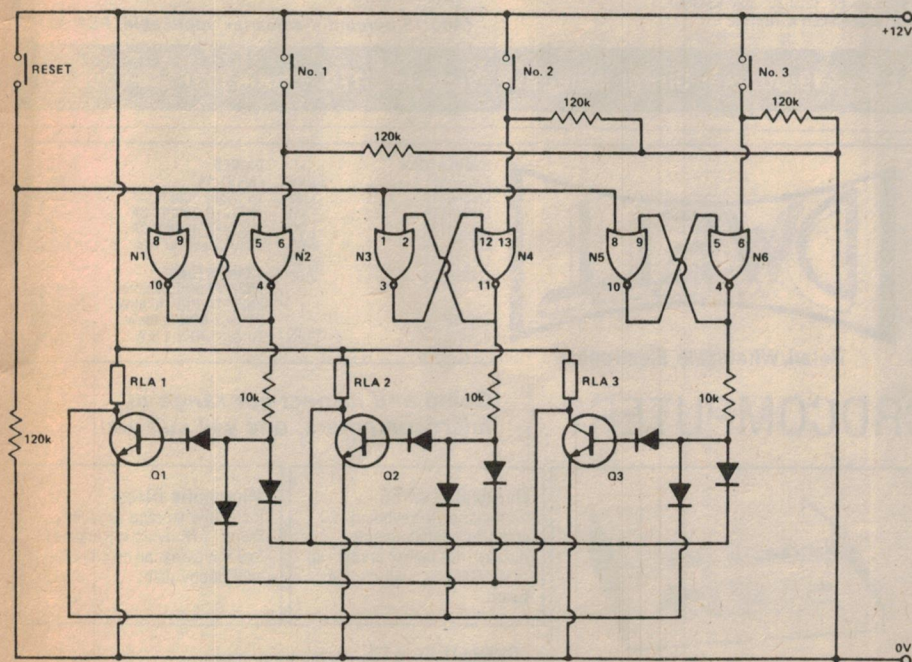 +12V
RESET
No. 1
No. 2
No. 3
120k
120k
120k
8 9
5 6
1 2
12 13
8 9
5 6
N1
N2
N3
N4
N5
N6
10
4
3
11
10
4
RLA 1
RLA 2
RLA 3
10k
10k
10k
120k
Q1
Q2
Q3
0V